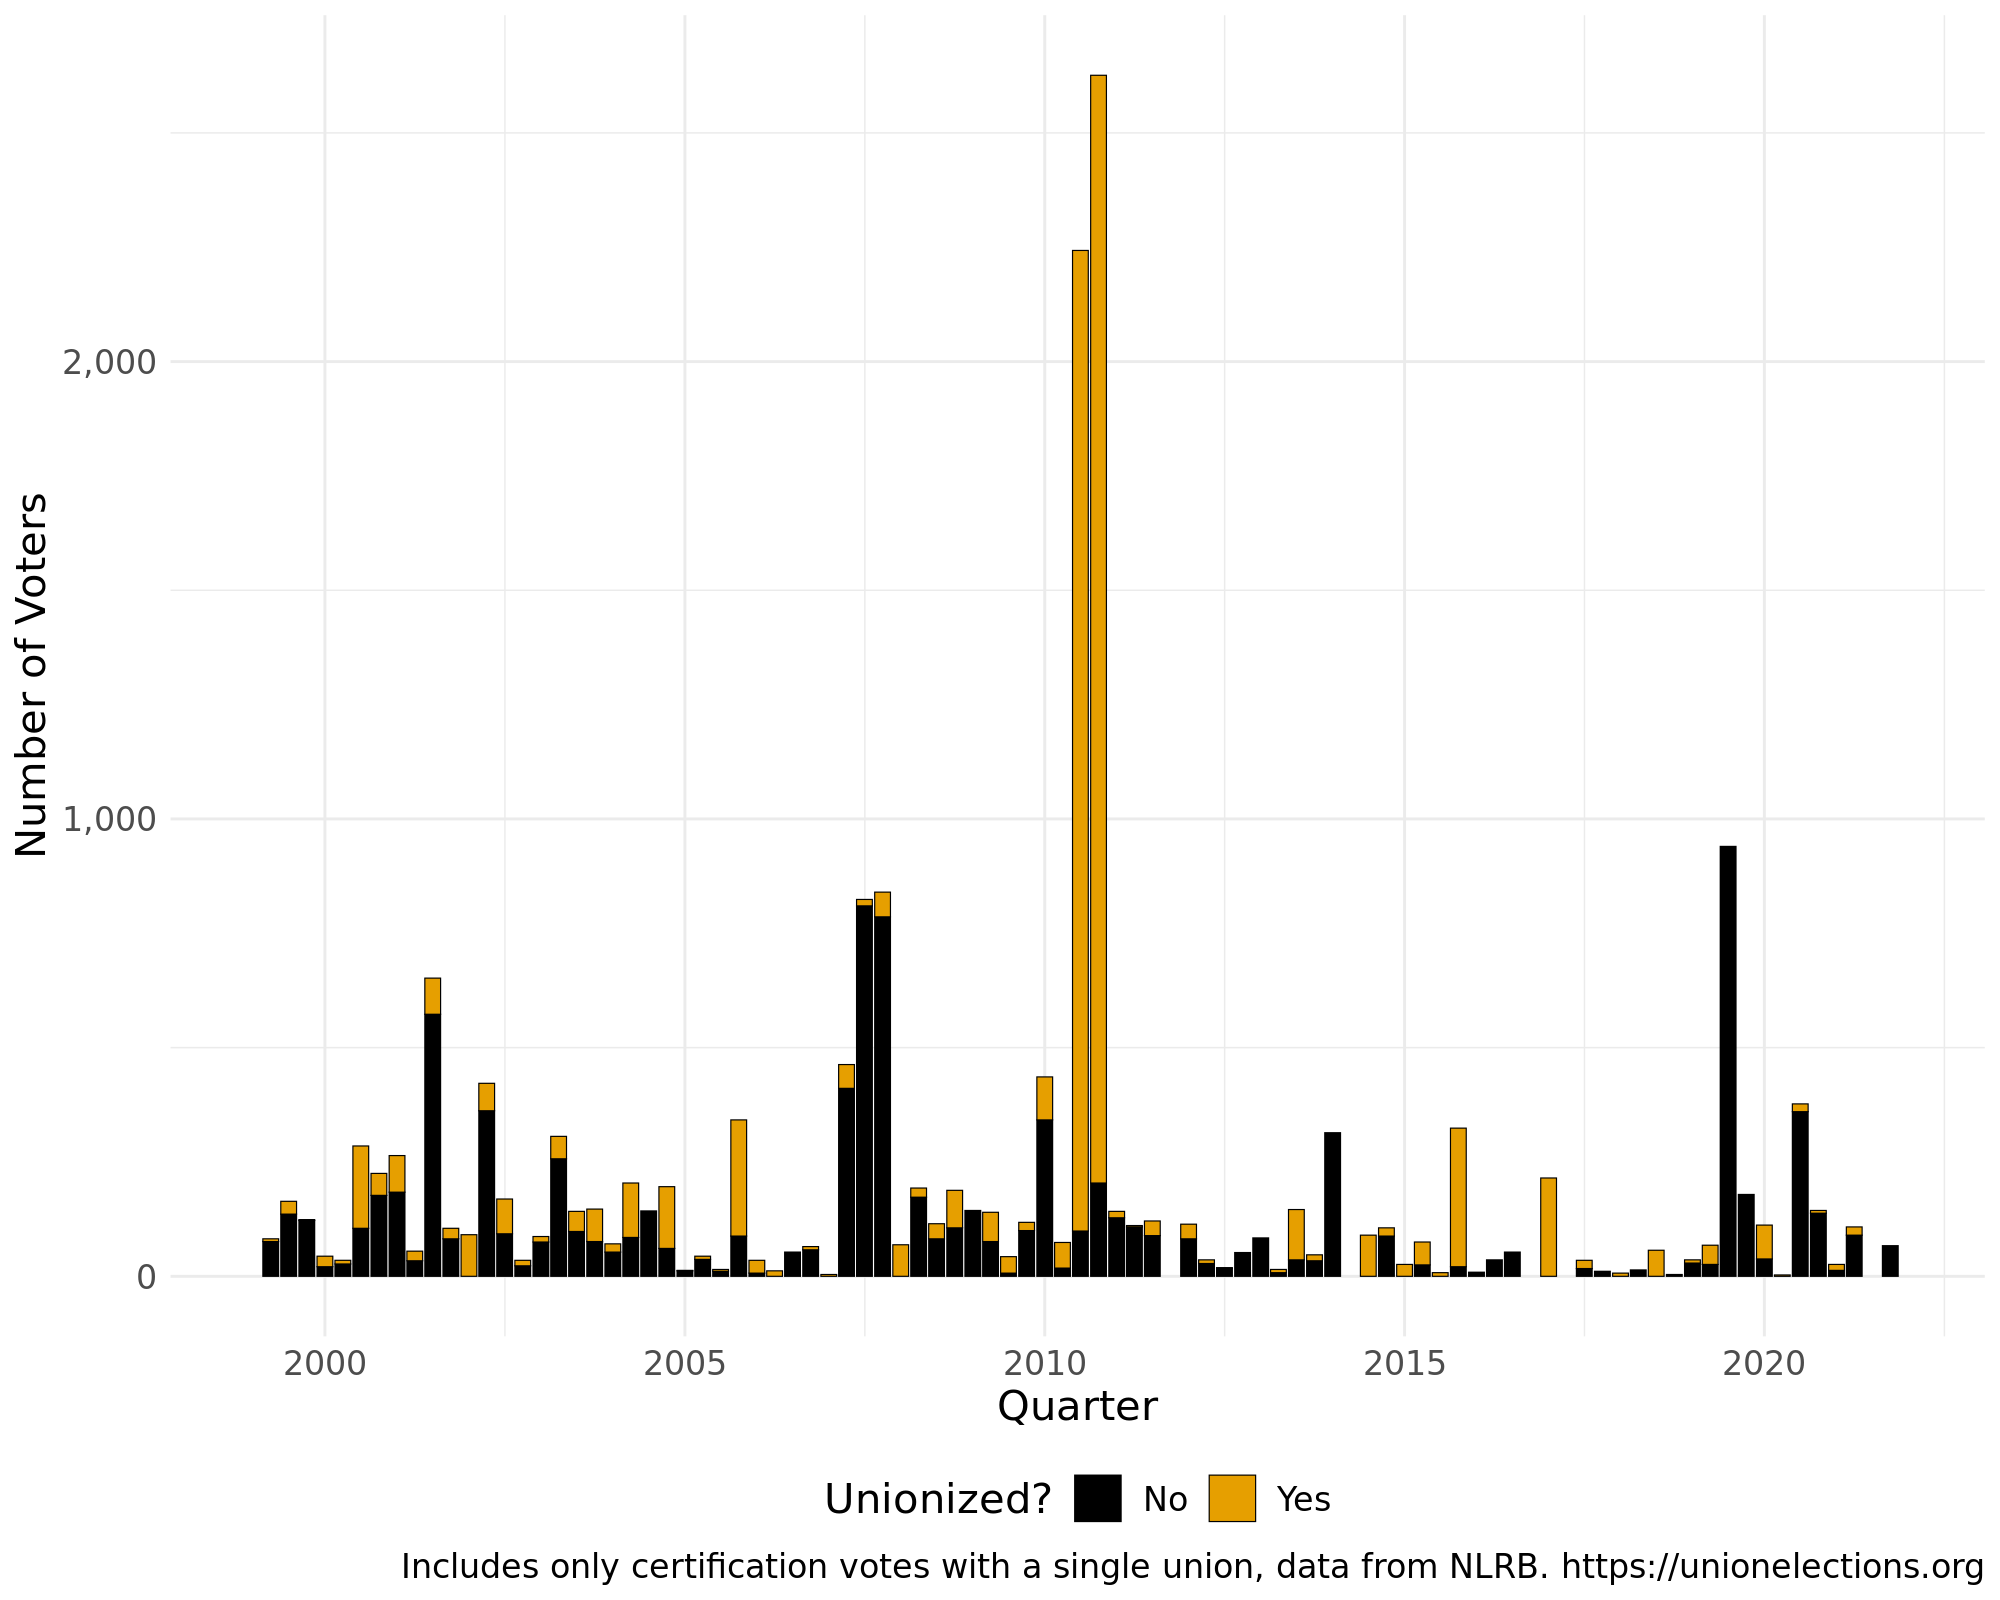 Number of Voters
2,000
1,000
0
2000 2005 2010 2015 2020
Quarter
Unionized? No Yes
Includes only certification votes with a single union, data from NLRB. https://unionelections.org